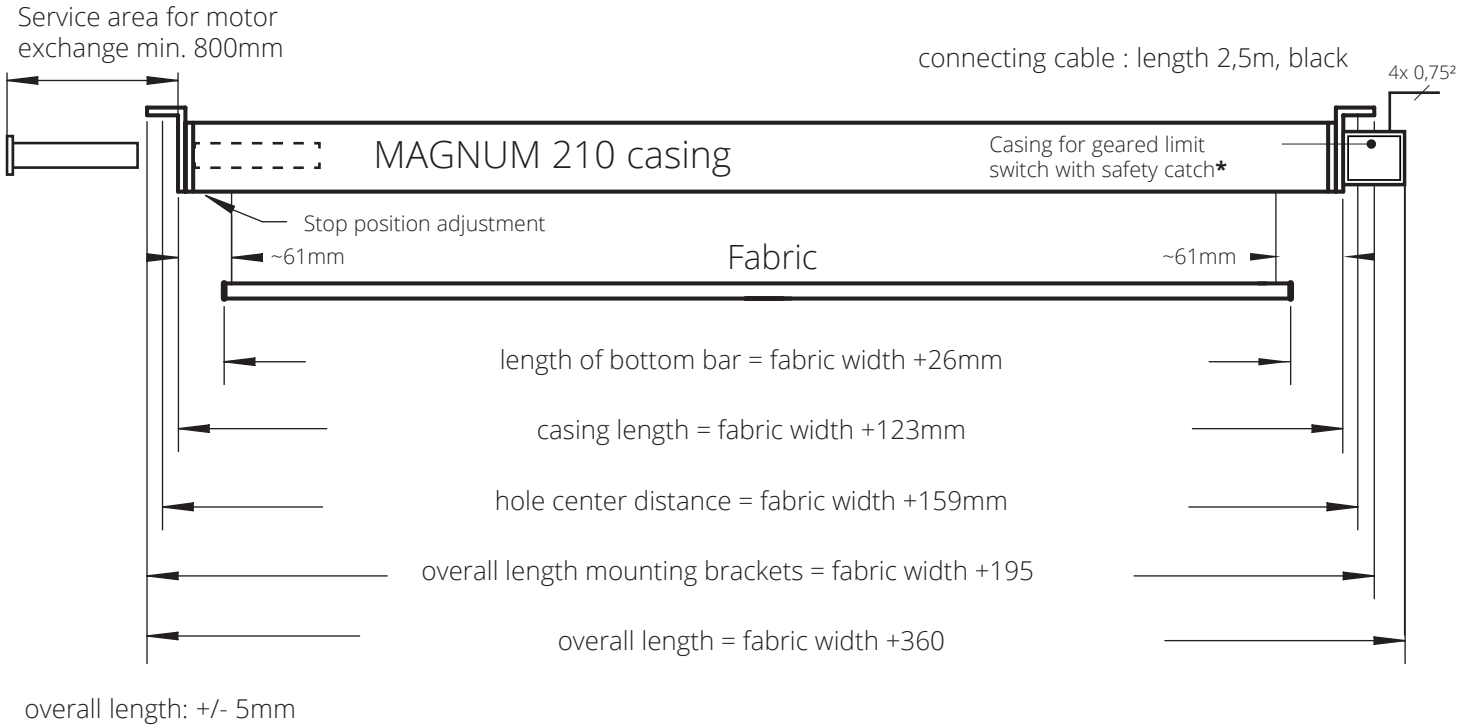 Service area for motor
exchange min. 800mm
connecting cable : length 2,5m, black
4x 0,75²
MAGNUM 210 casing
Casing for geared limit
switch with safety catch*
Stop position adjustment
~61mm
Fabric
~61mm
length of bottom bar = fabric width +26mm
casing length = fabric width +123mm
hole center distance = fabric width +159mm
overall length mounting brackets = fabric width +195
overall length = fabric width +360
overall length: +/- 5mm